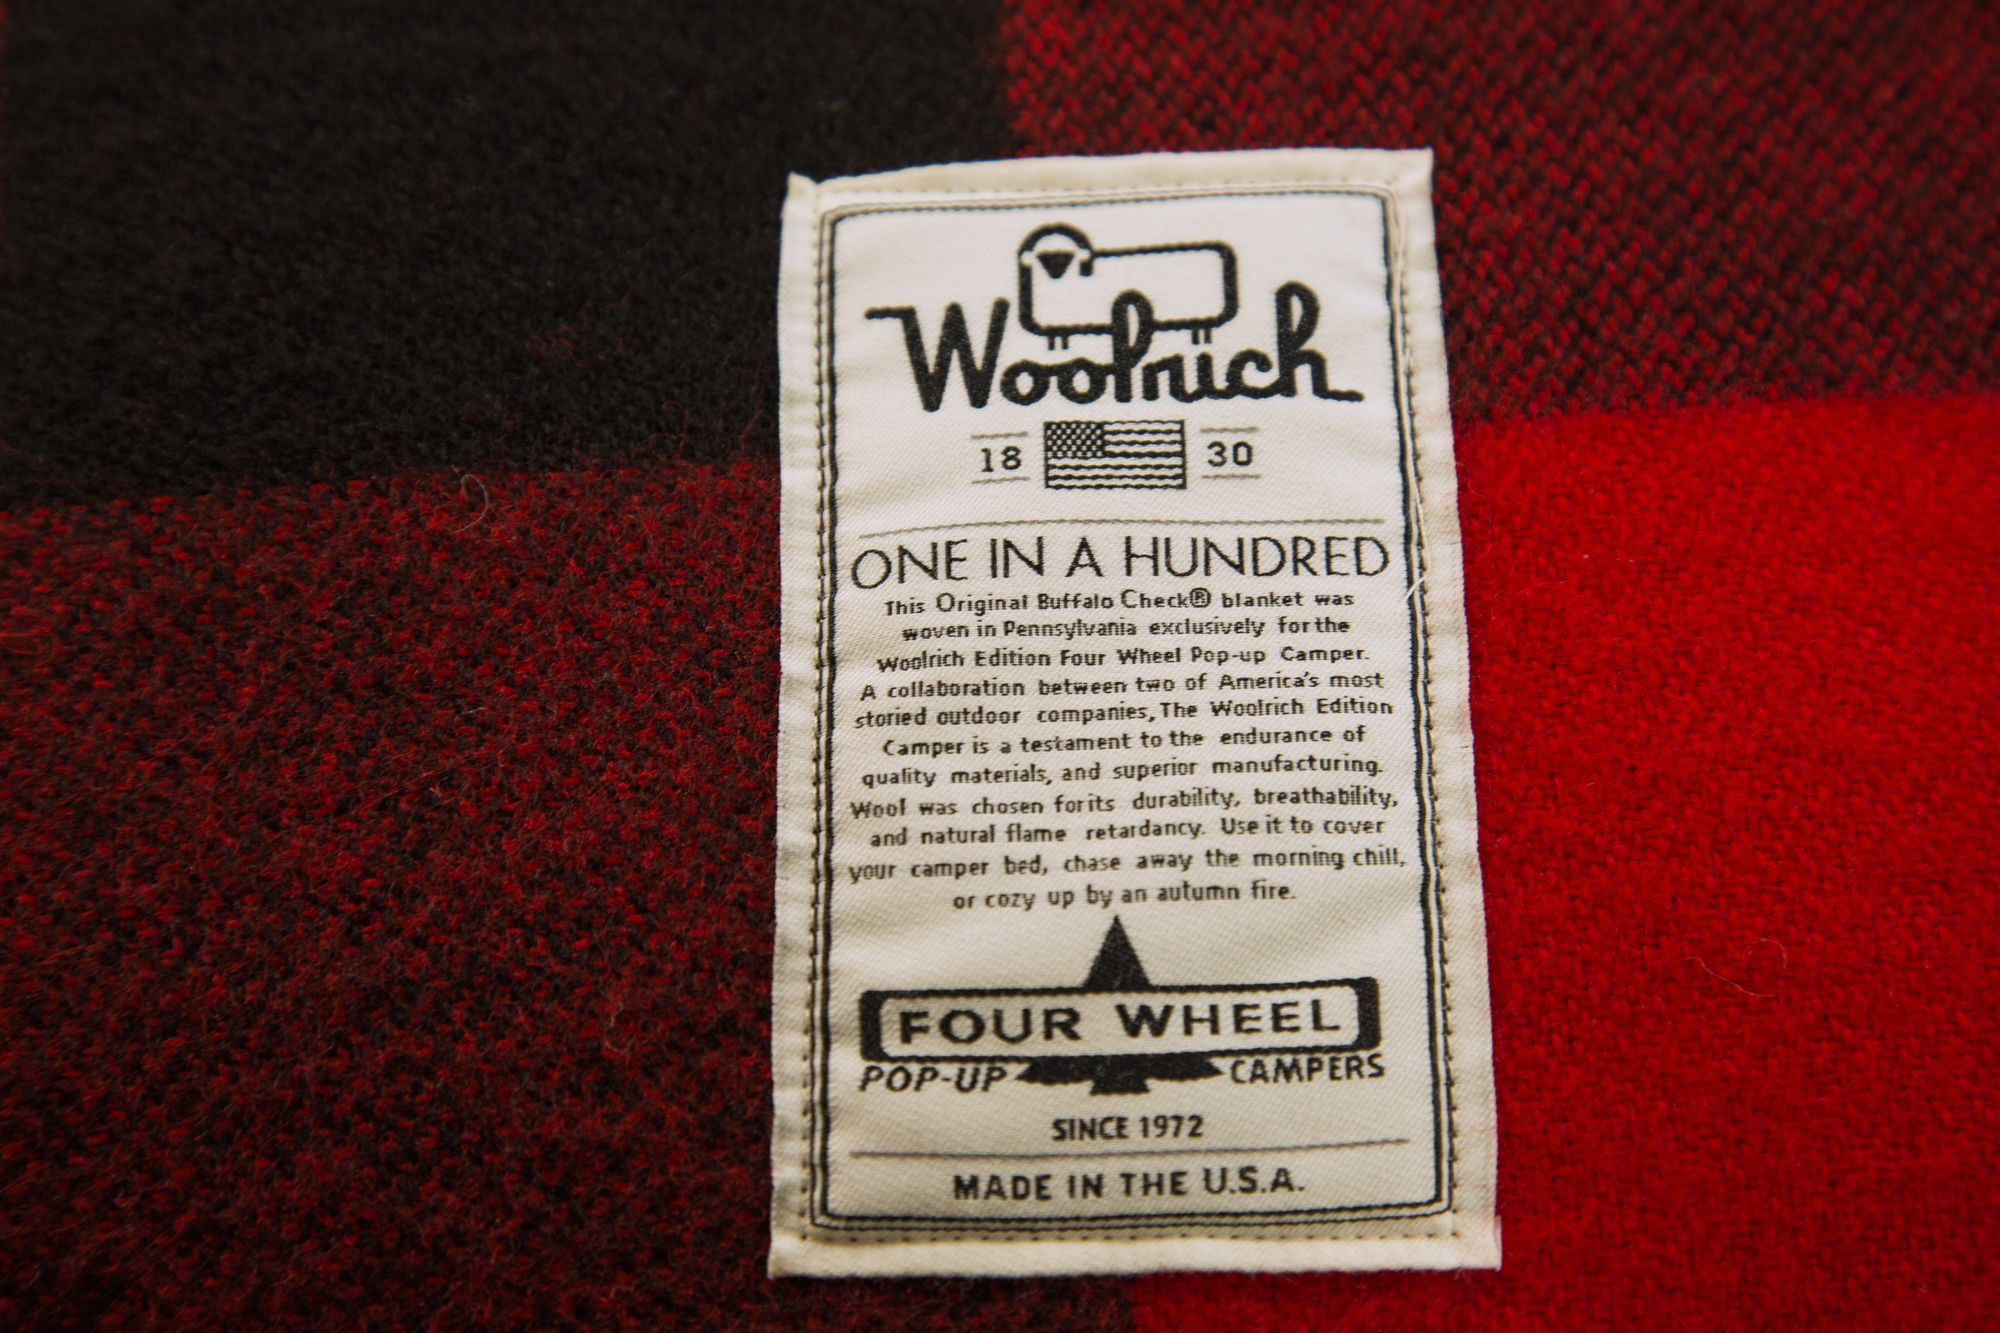 Woolrich
18 30
ONE IN A HUNDRED
This Original Buffalo Check® blanket was
woven in Pennsylvania exclusively for the
Woolrich Edition Four Wheel Pop-up Camper.
A collaboration between two of America's most
storied outdoor companies, The Woolrich Edition
Camper is a testament to the endurance of
quality materials, and superior manufacturing.
Wool was chosen for its durability, breathability,
and natural flame retardancy. Use it to cover
your camper bed, chase away the morning chill,
or cozy up by an autumn fire.
FOUR WHEEL
POP-UP CAMPERS
SINCE 1972
MADE IN THE U.S.A.